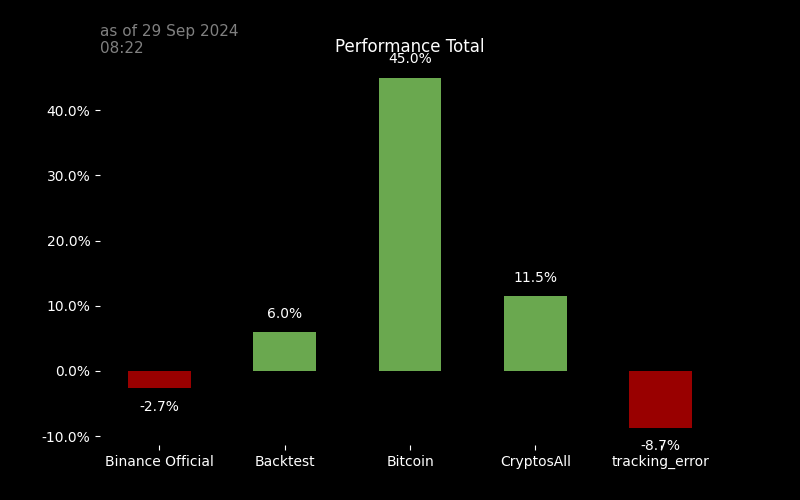 as of 29 Sep 2024
08:22
Performance Total
45.0%
40.0%
30.0%
20.0%
11.5%
10.0%
6.0%
0.0%
-2.7%
-8.7%
-10.0%
Binance Official
Backtest
Bitcoin
CryptosAll
tracking_error